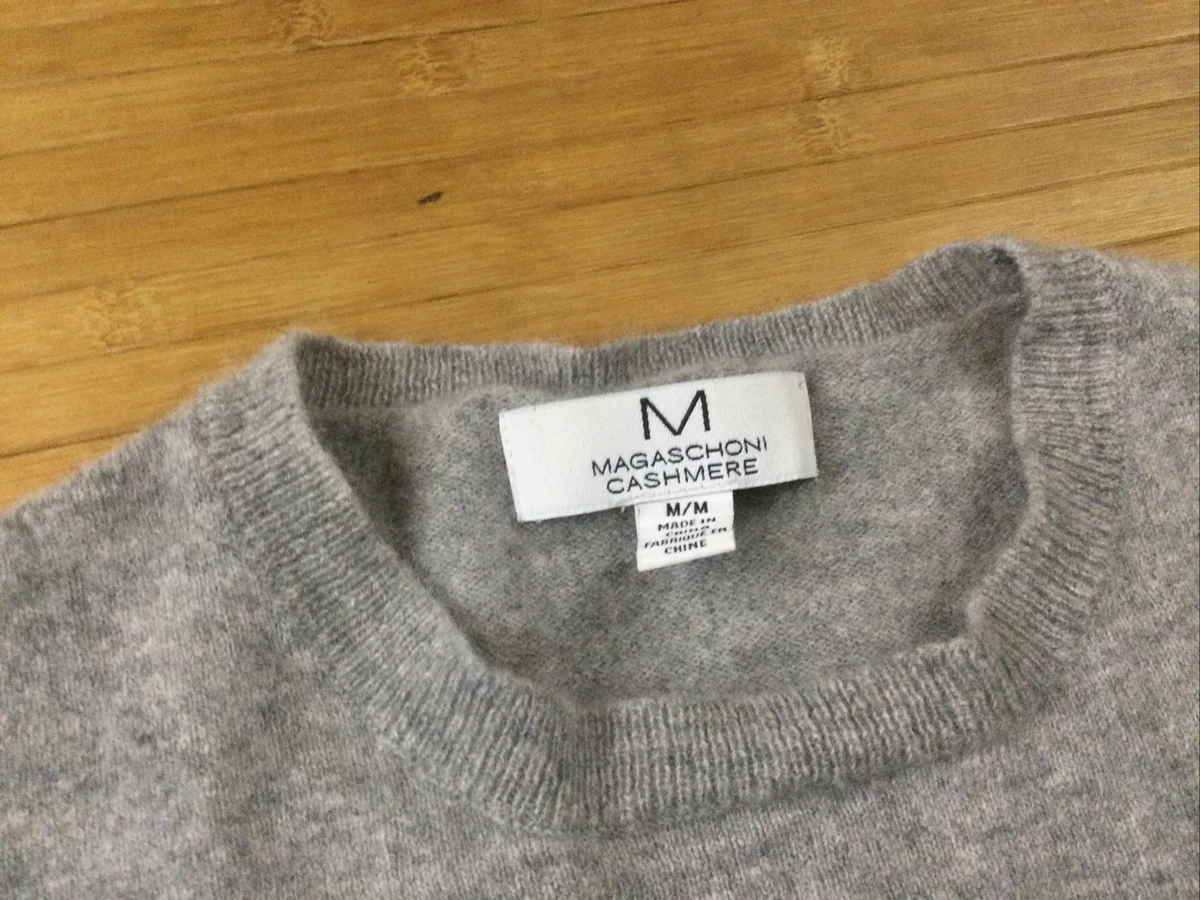 M
MAGASCHONI
CASHMERE
M/M
MADE IN
CHINA
FABRIQUÉ EN
CHINE